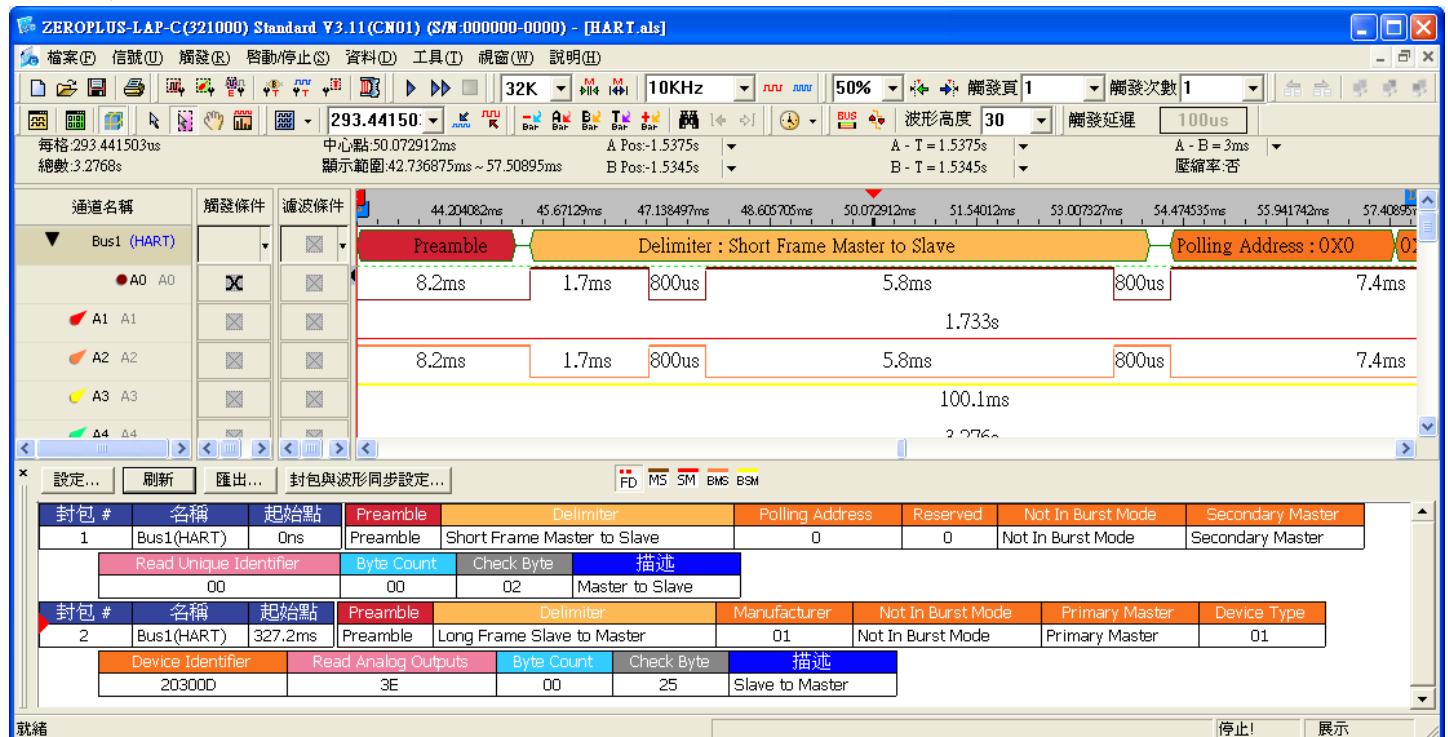 ZEROPLUS-LAP-C(321000) Standard V3.11(CN01) (S/N:000000-0000) - [HART.als]
檔案(F) 信號(U) 觸發(R) 啓動/停止(S) 資料(D) 工具(T) 視窗(W) 說明(H)
32K 10KHz 50% 觸發頁 1 觸發次數 1
293.44150 Bar Bar Bar Bar Bar BUS 波形高度 30 觸發延遲 100us
每格:293.441503us 中心點:50.072912ms A Pos:-1.5375s A - T = 1.5375s A - B = 3ms
總數:3.2768s 顯示範圍:42.736875ms ~ 57.50895ms B Pos:-1.5345s B - T = 1.5345s 壓縮率:否
通道名稱 觸發條件 濾波條件 44.204082ms 45.67129ms 47.138497ms 48.605705ms 50.072912ms 51.54012ms 53.007327ms 54.474535ms 55.941742ms 57.40895
Bus1 (HART) Preamble Delimiter : Short Frame Master to Slave Polling Address : 0X0
A0 A0 8.2ms 1.7ms 800us 5.8ms 800us 7.4ms
A1 A1 1.733s
A2 A2 8.2ms 1.7ms 800us 5.8ms 800us 7.4ms
A3 A3 100.1ms
A4 A4 3.276s
設定... 刷新 匯出... 封包與波形同步設定... FD MS SM BMS BSM
封包 # 名稱 起始點 Preamble Delimiter Polling Address Reserved Not In Burst Mode Secondary Master
1 Bus1(HART) 0ns Preamble Short Frame Master to Slave 0 0 Not In Burst Mode Secondary Master
Read Unique Identifier Byte Count Check Byte 描述
00 00 02 Master to Slave
封包 # 名稱 起始點 Preamble Delimiter Manufacturer Not In Burst Mode Primary Master Device Type
2 Bus1(HART) 327.2ms Preamble Long Frame Slave to Master 01 Not In Burst Mode Primary Master 01
Device Identifier Read Analog Outputs Byte Count Check Byte 描述
20300D 3E 00 25 Slave to Master
就緒 停止! 展示